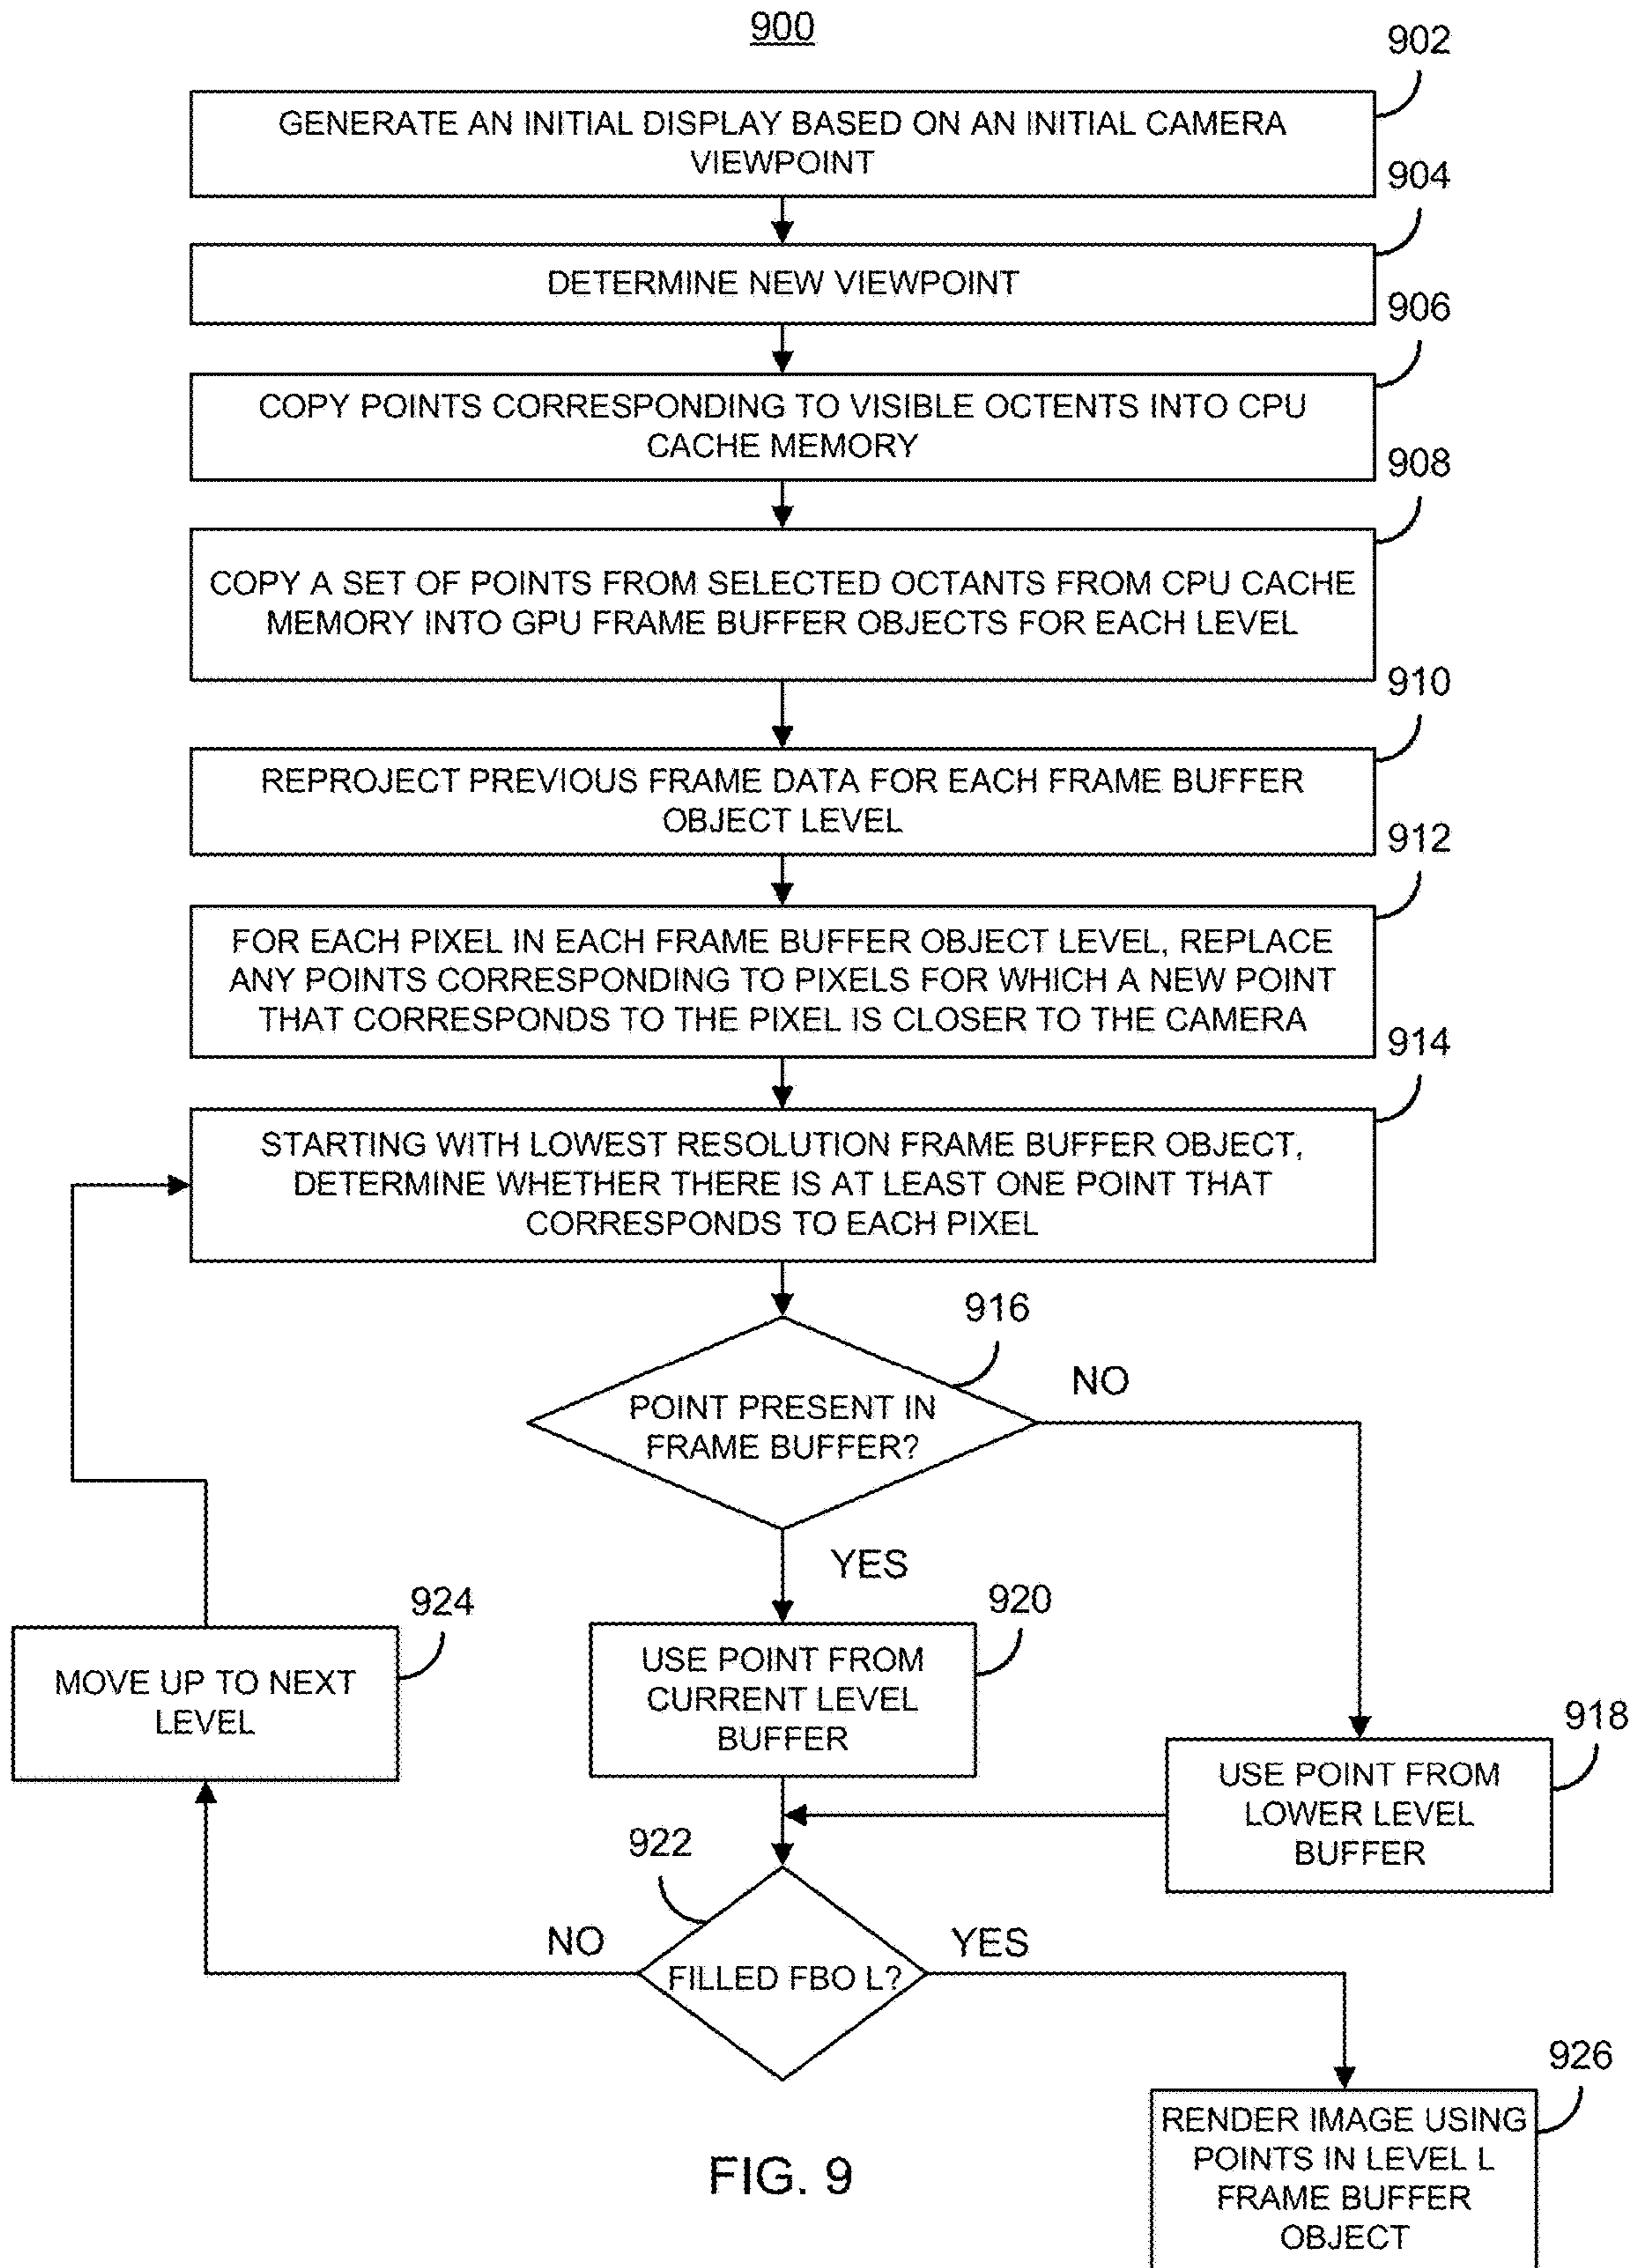 900
902
GENERATE AN INITIAL DISPLAY BASED ON AN INITIAL CAMERA
VIEWPOINT
904
DETERMINE NEW VIEWPOINT
906
COPY POINTS CORRESPONDING TO VISIBLE OCTENTS INTO CPU
CACHE MEMORY
908
COPY A SET OF POINTS FROM SELECTED OCTANTS FROM CPU CACHE
MEMORY INTO GPU FRAME BUFFER OBJECTS FOR EACH LEVEL
910
REPROJECT PREVIOUS FRAME DATA FOR EACH FRAME BUFFER
OBJECT LEVEL
912
FOR EACH PIXEL IN EACH FRAME BUFFER OBJECT LEVEL, REPLACE
ANY POINTS CORRESPONDING TO PIXELS FOR WHICH A NEW POINT
THAT CORRESPONDS TO THE PIXEL IS CLOSER TO THE CAMERA
914
STARTING WITH LOWEST RESOLUTION FRAME BUFFER OBJECT,
DETERMINE WHETHER THERE IS AT LEAST ONE POINT THAT
CORRESPONDS TO EACH PIXEL
916
NO
POINT PRESENT IN
FRAME BUFFER?
YES
924
MOVE UP TO NEXT
LEVEL
920
USE POINT FROM
CURRENT LEVEL
BUFFER
918
USE POINT FROM
LOWER LEVEL
BUFFER
922
NO
YES
FILLED FBO L?
926
RENDER IMAGE USING
POINTS IN LEVEL L
FRAME BUFFER
OBJECT
FIG. 9